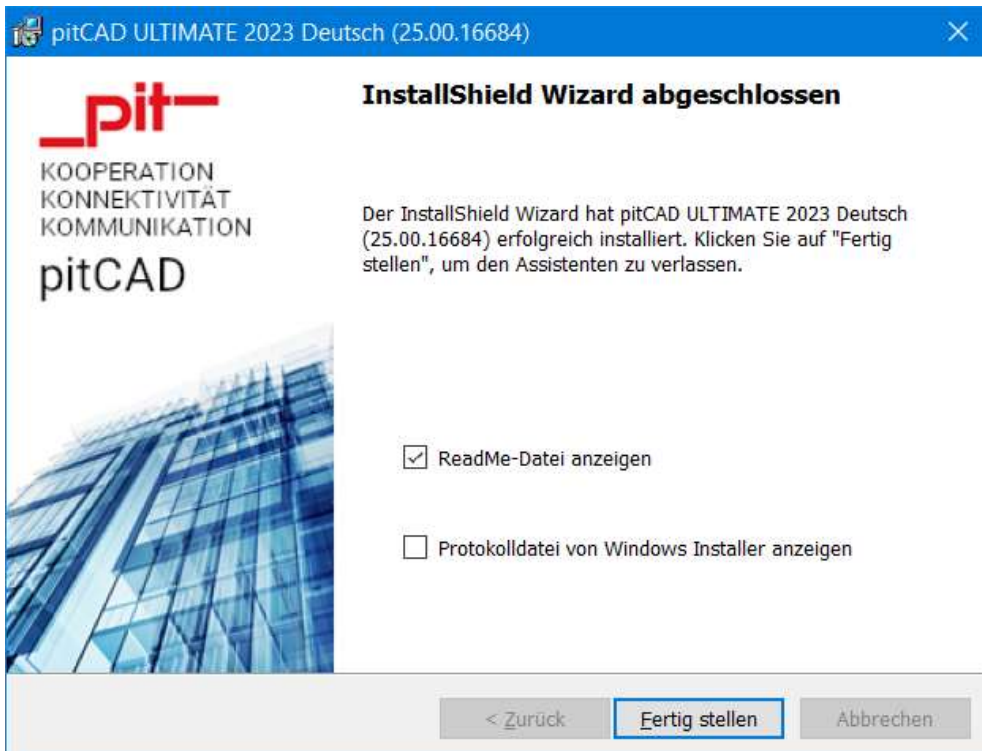 pitCAD ULTIMATE 2023 Deutsch (25.00.16684)
_pit
KOOPERATION
KONNEKTIVITÄT
KOMMUNIKATION
pitCAD
InstallShield Wizard abgeschlossen
Der InstallShield Wizard hat pitCAD ULTIMATE 2023 Deutsch
(25.00.16684) erfolgreich installiert. Klicken Sie auf "Fertig
stellen", um den Assistenten zu verlassen.
ReadMe-Datei anzeigen
Protokolldatei von Windows Installer anzeigen
< Zurück
Fertig stellen
Abbrechen